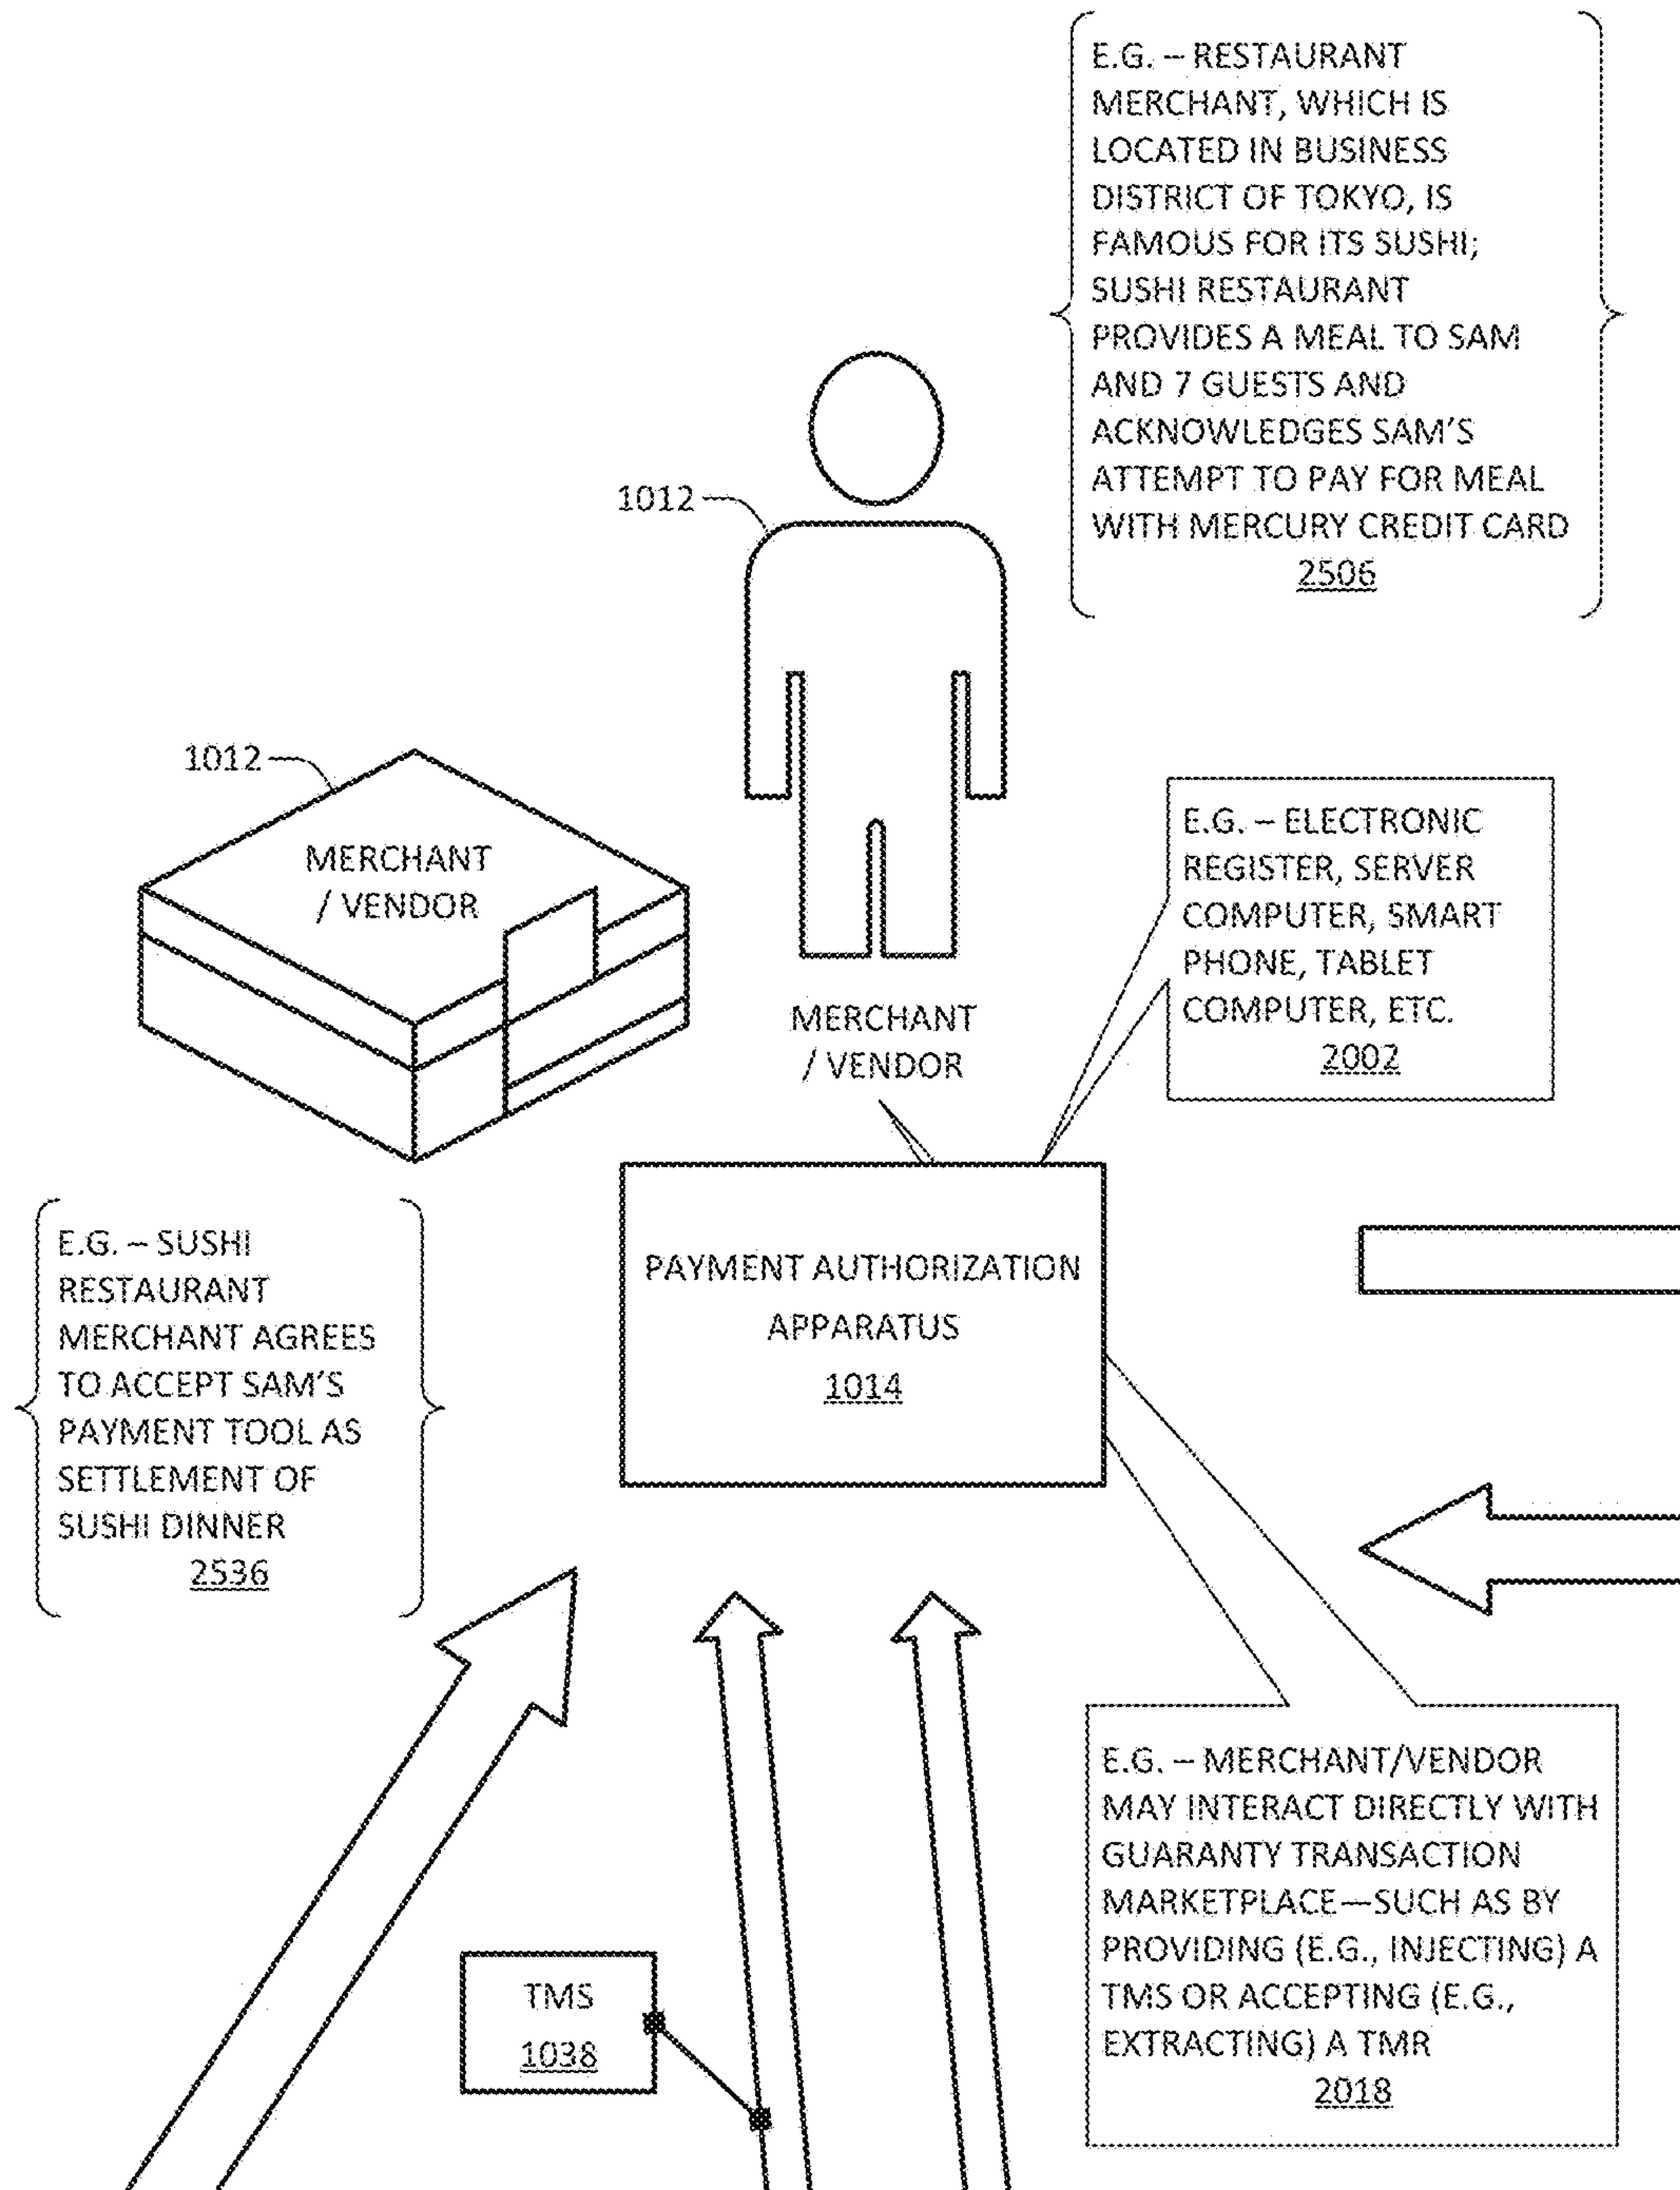 E.G. – RESTAURANT
MERCHANT, WHICH IS
LOCATED IN BUSINESS
DISTRICT OF TOKYO, IS
FAMOUS FOR ITS SUSHI;
SUSHI RESTAURANT
PROVIDES A MEAL TO SAM
AND 7 GUESTS AND
ACKNOWLEDGES SAM'S
ATTEMPT TO PAY FOR MEAL
WITH MERCURY CREDIT CARD
2506
1012
1012
MERCHANT
/ VENDOR
E.G. – ELECTRONIC
REGISTER, SERVER
COMPUTER, SMART
PHONE, TABLET
COMPUTER, ETC.
2002
MERCHANT
/ VENDOR
E.G. – SUSHI
RESTAURANT
MERCHANT AGREES
TO ACCEPT SAM'S
PAYMENT TOOL AS
SETTLEMENT OF
SUSHI DINNER
2536
PAYMENT AUTHORIZATION
APPARATUS
1014
E.G. – MERCHANT/VENDOR
MAY INTERACT DIRECTLY WITH
GUARANTY TRANSACTION
MARKETPLACE—SUCH AS BY
PROVIDING (E.G., INJECTING) A
TMS OR ACCEPTING (E.G.,
EXTRACTING) A TMR
2018
TMS
1038